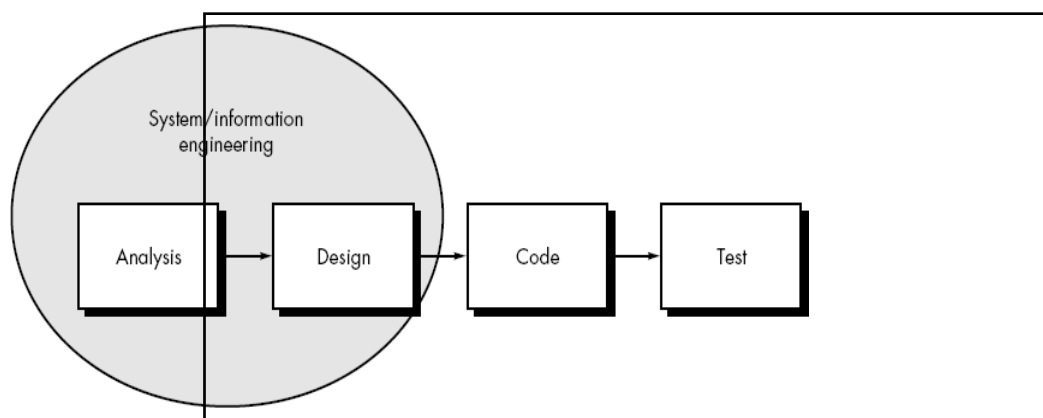 System/information
engineering
Analysis
Design
Code
Test